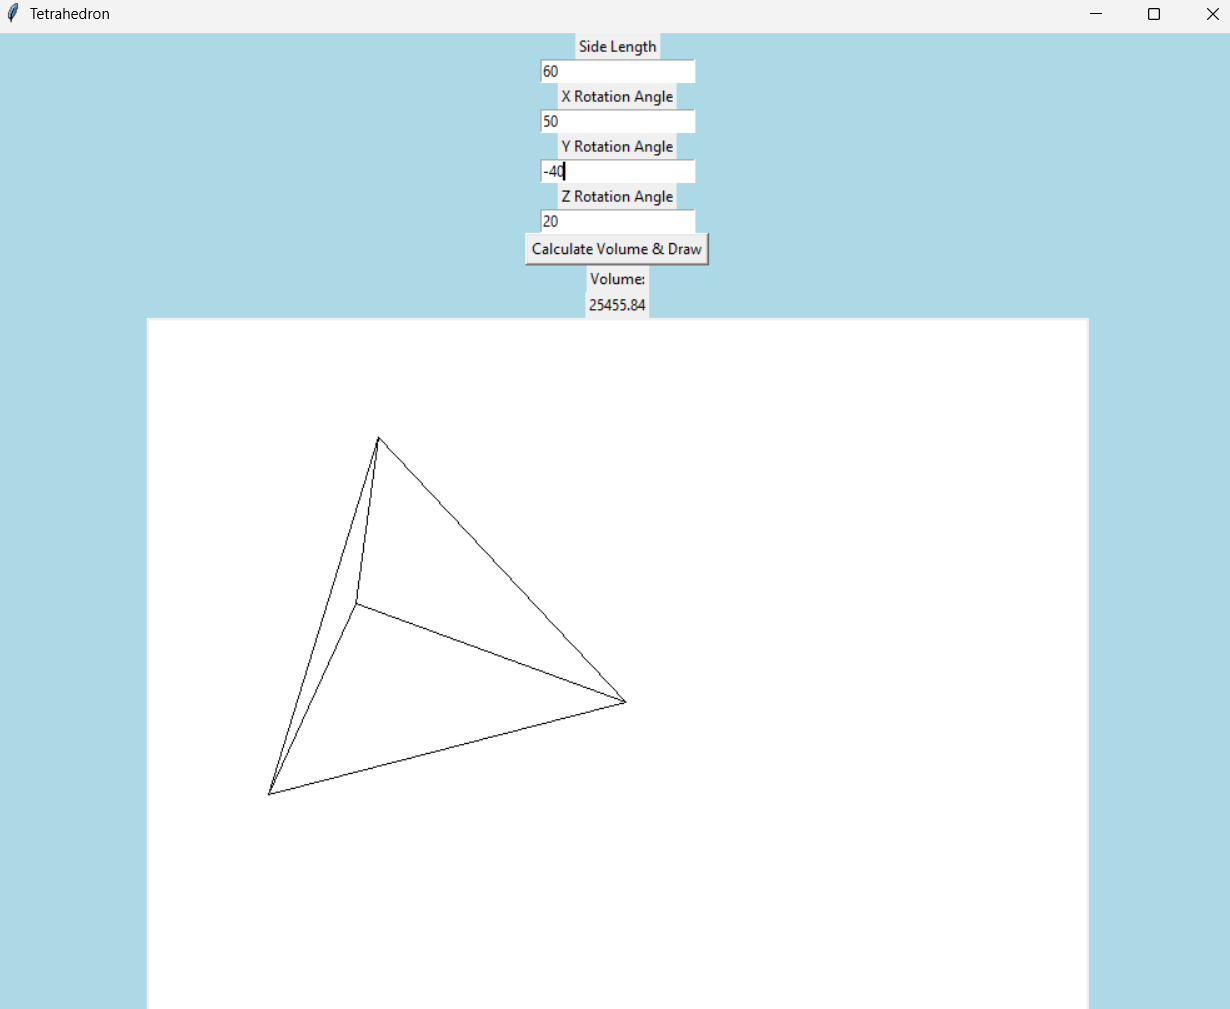 Tetrahedron
Side Length
60
X Rotation Angle
50
Y Rotation Angle
-40
Z Rotation Angle
20
Calculate Volume & Draw
Volume:
25455.84